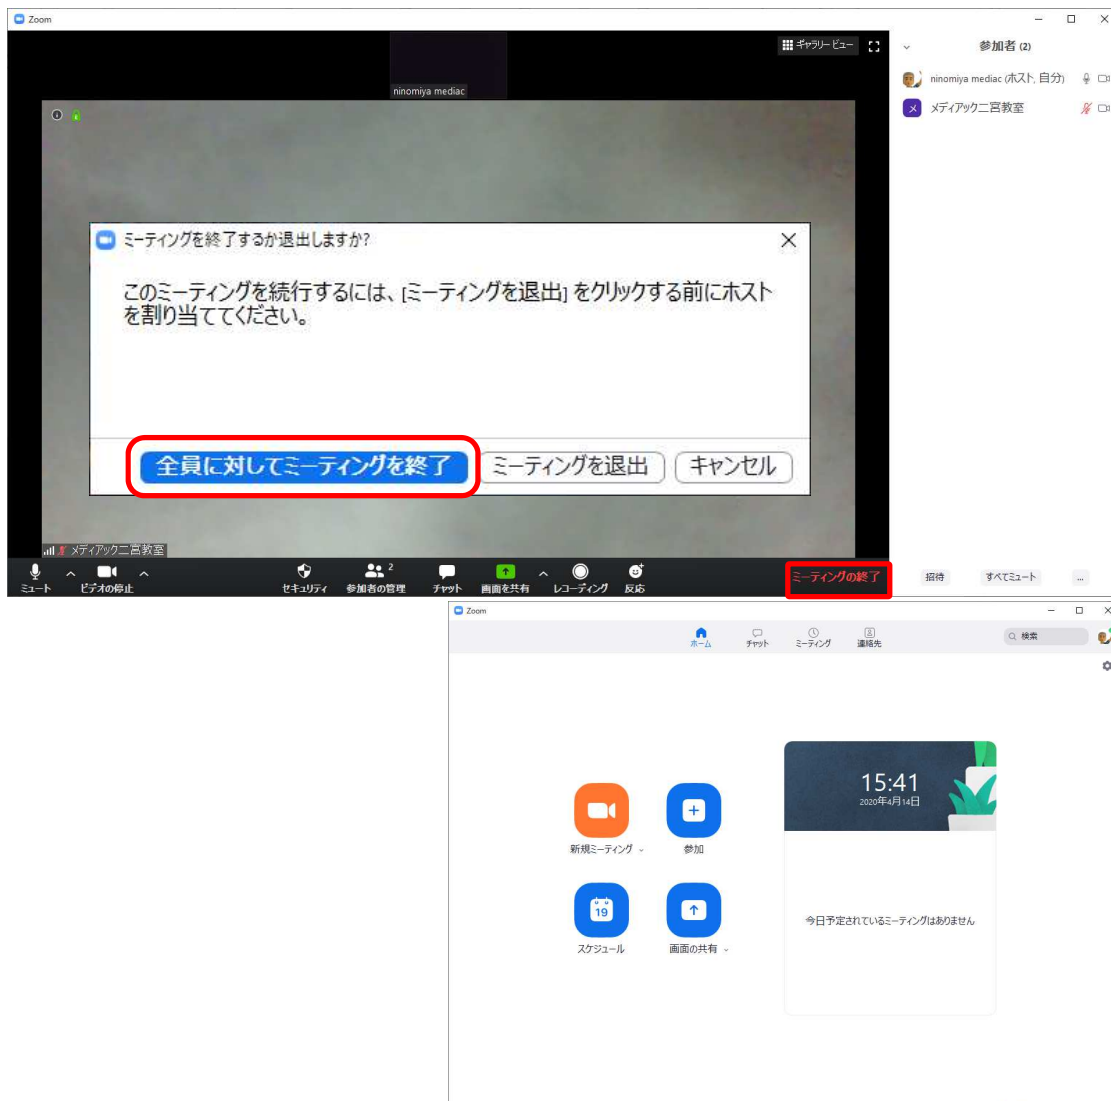 Zoom
ギャラリービュー
参加者 (2)
ninomiya mediac
ninomiya mediac (ホスト, 自分)
メディアック二宮教室
ミーティングを終了するか退出しますか?
このミーティングを続行するには、[ミーティングを退出] をクリックする前にホスト
を割り当ててください。
全員に対してミーティングを終了
ミーティングを退出
キャンセル
メディアック二宮教室
ミュート
ビデオの停止
セキュリティ
2
参加者の管理
チャット
画面を共有
レコーディング
反応
ミーティングの終了
招待
すべてミュート
...
Zoom
ホーム
チャット
ミーティング
連絡先
検索
15:41
2020年4月14日
新規ミーティング
参加
19
スケジュール
画面の共有
今日予定されているミーティングはありません